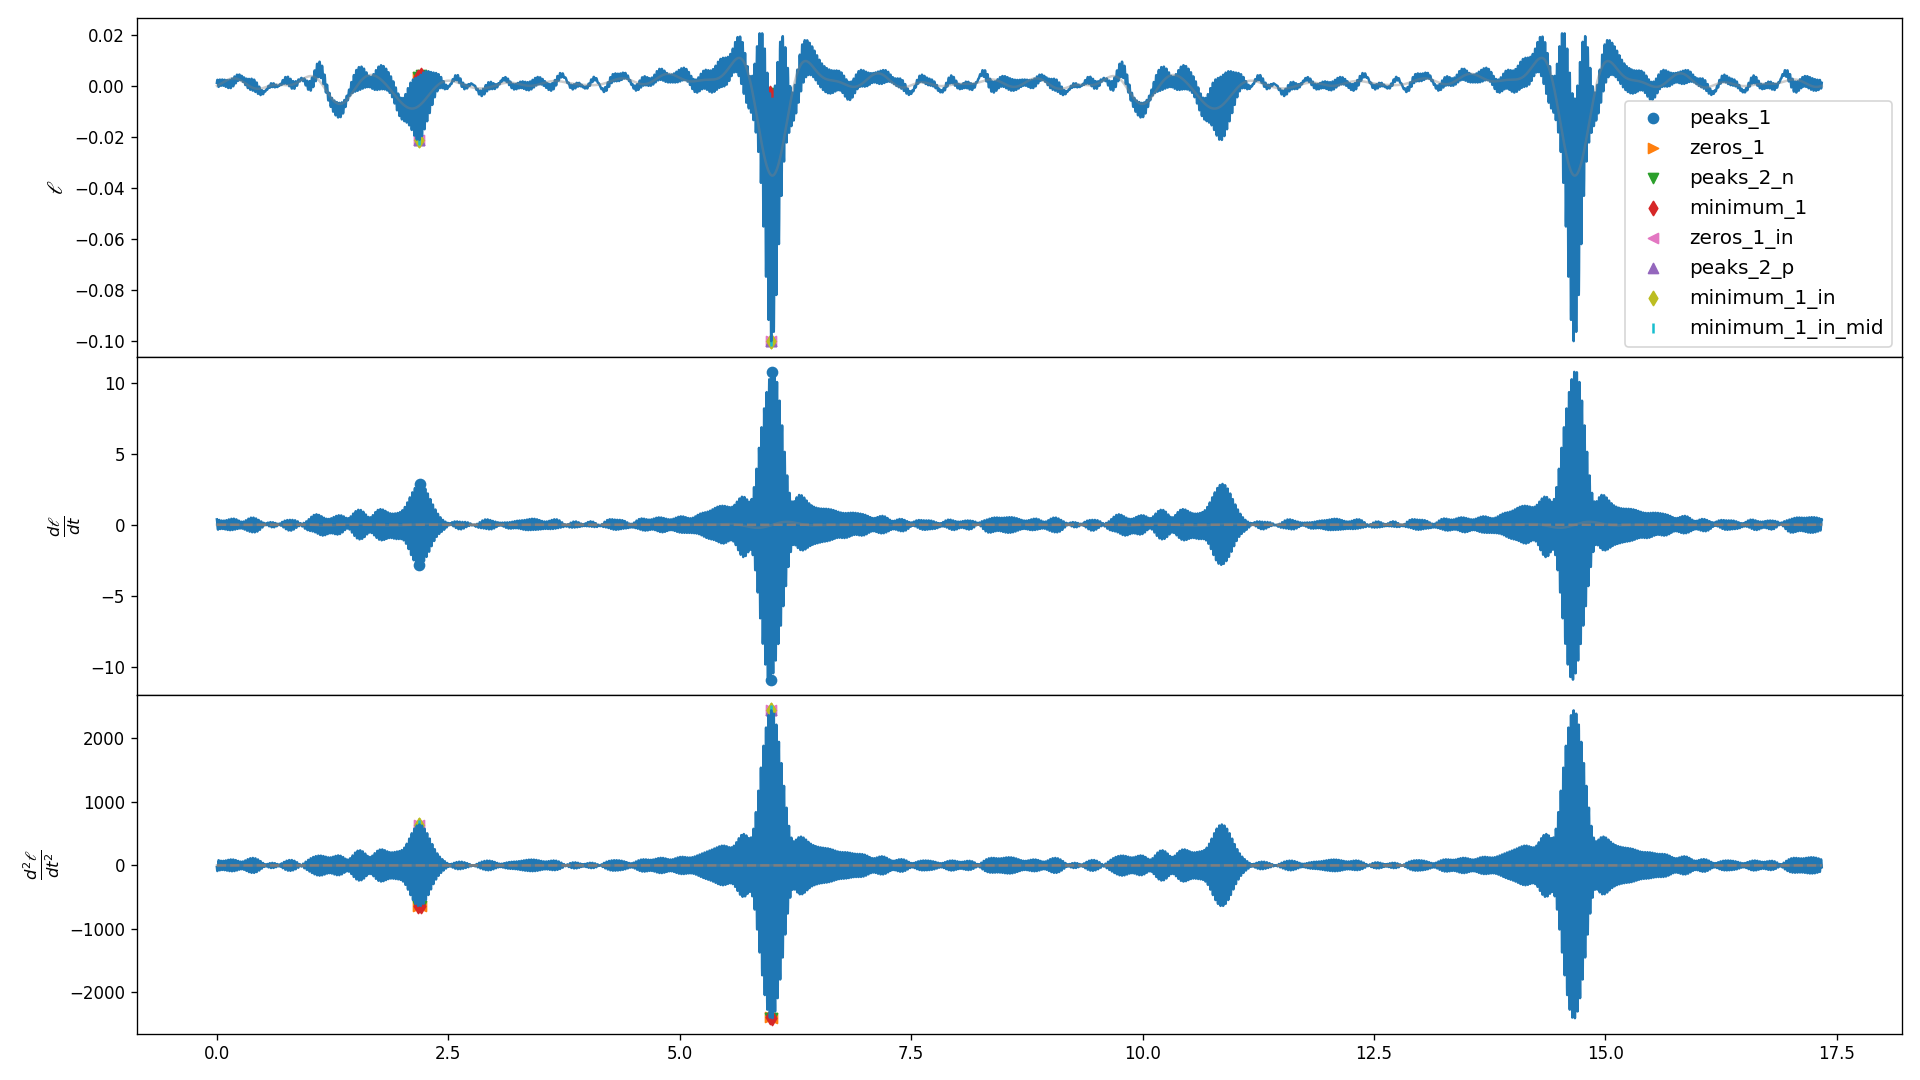 0.02
0.00
−0.02
−0.04
−0.06
−0.08
−0.10
ℓ
peaks_1
zeros_1
peaks_2_n
minimum_1
zeros_1_in
peaks_2_p
minimum_1_in
minimum_1_in_mid
10
5
0
−5
−10
dℓ
dt
2000
1000
0
−1000
−2000
d²ℓ
dt²
0.0 2.5 5.0 7.5 10.0 12.5 15.0 17.5